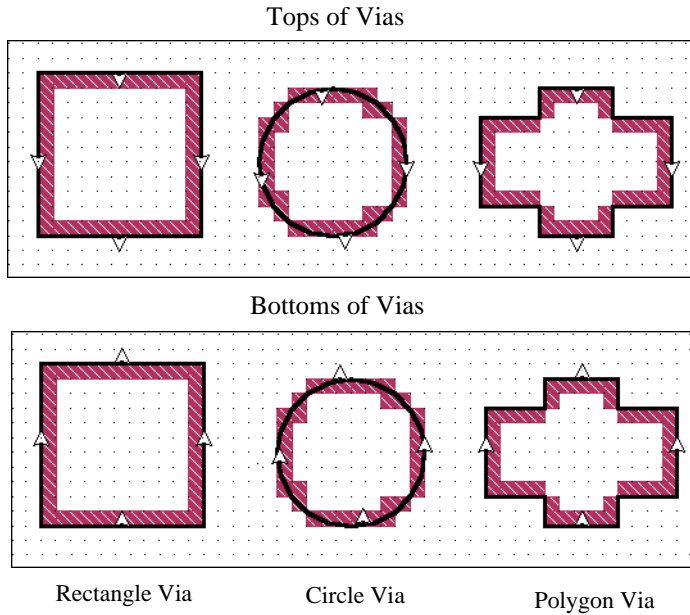 Tops of Vias
Bottoms of Vias
Rectangle Via
Circle Via
Polygon Via